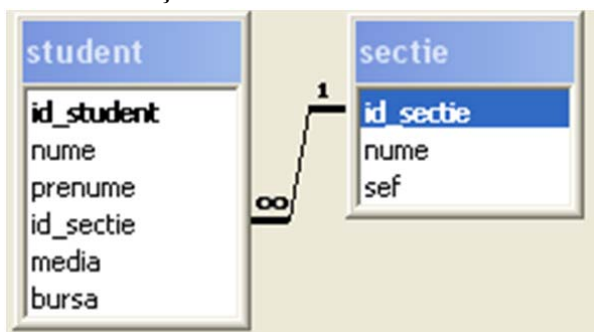 student
id_student
nume
prenume
id_sectie
media
bursa
∞
1
sectie
id_sectie
nume
sef